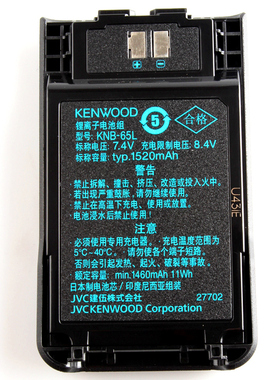 KENWOOD
锂离子电池组
型号：KNB-65L
5
合格
标称电压：7.4V 充电限制电压：8.4V
标称容量：typ.1520mAh
警告
禁止拆解、撞击、挤压、改造或投入火中。
若出现严重鼓胀，禁止继续使用。
禁止在高温下充电、使用或放置。
电池浸水后禁止使用！
注意
必须使用专用充电器。充电温度范围为
5℃~40℃。请勿使电池各端子短路，
否则会引起发热、起火、破裂等事故。
额定容量：min.1460mAh 11Wh
日本制电池芯／印度尼西亚组装
JVC建伍株式会社 27702
JVCKENWOOD Corporation
U43IE